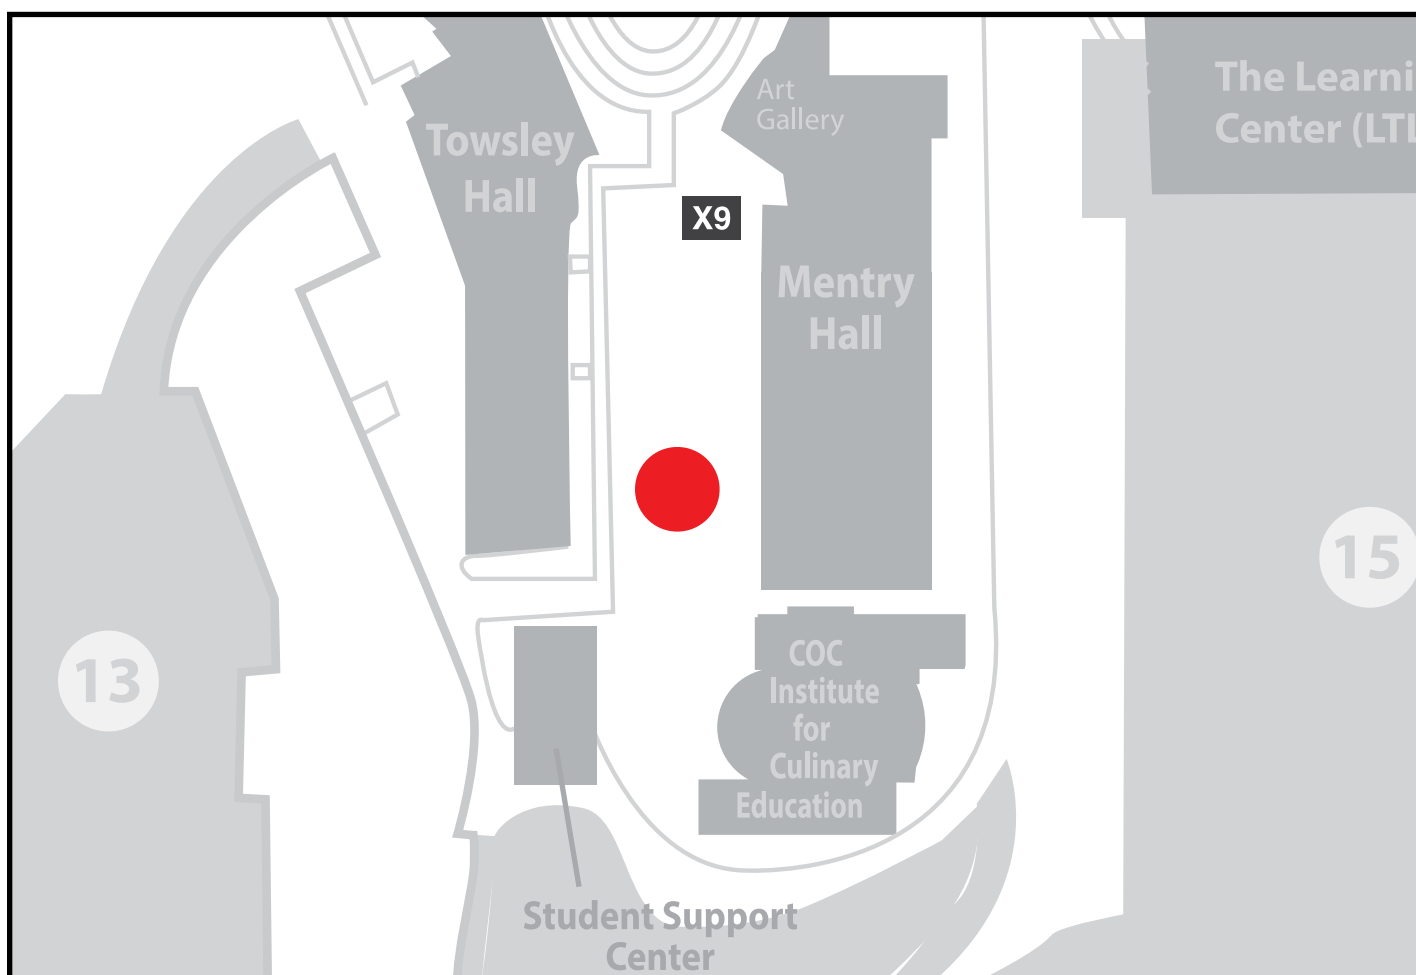 Art
Gallery
The Learni
Center (LTL
Towsley
Hall
X9
Mentry
Hall
15
13
COC
Institute
for
Culinary
Education
Student Support
Center